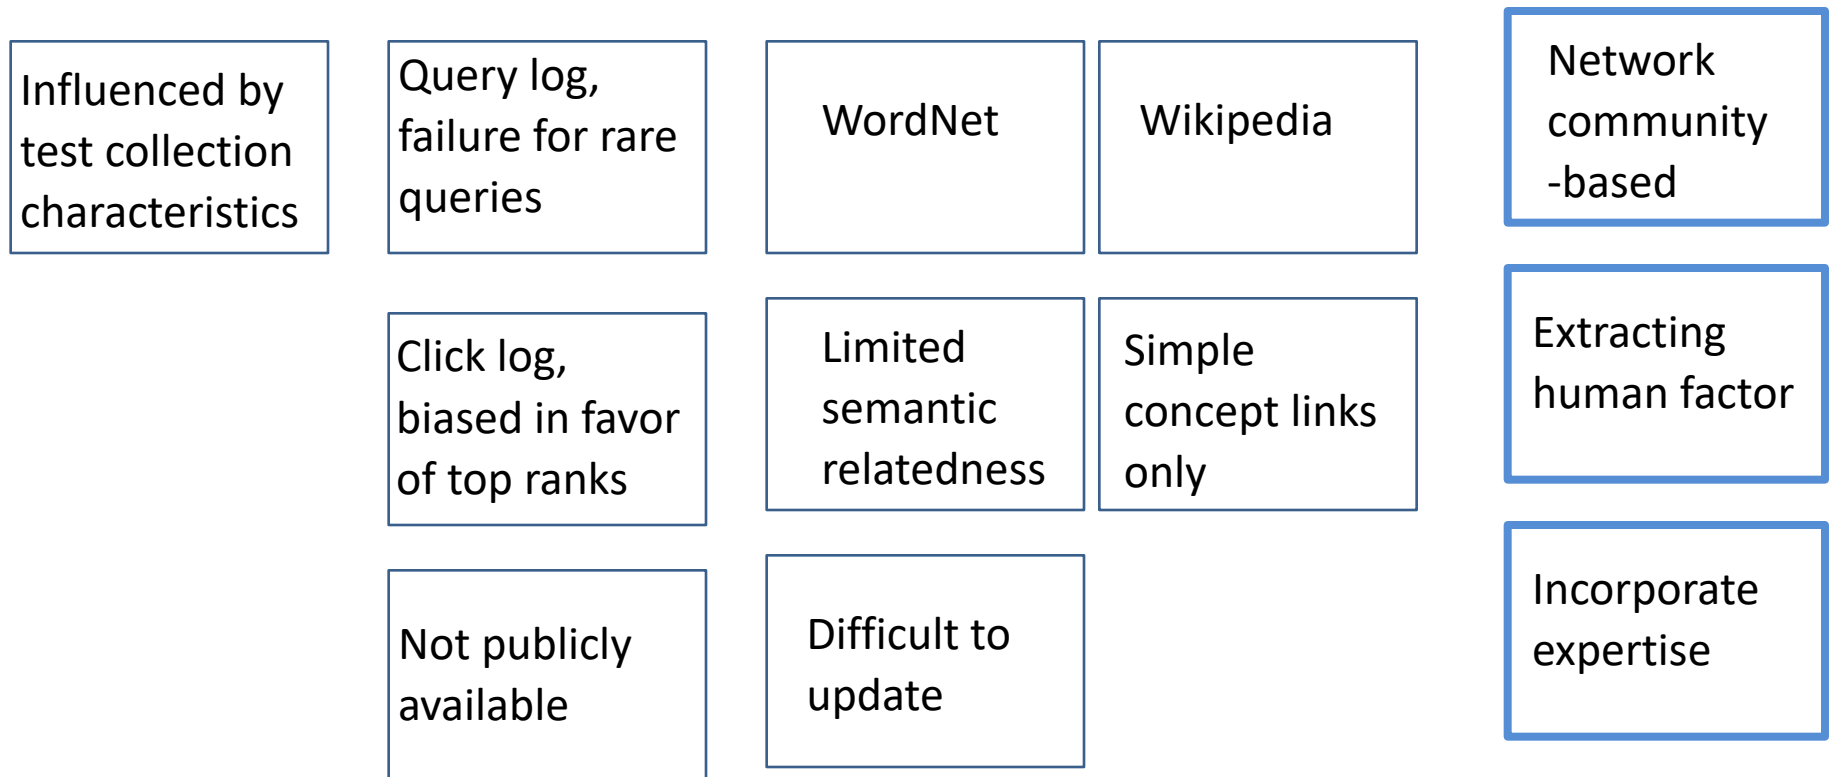 Influenced by
test collection
characteristics
Query log,
failure for rare
queries
WordNet
Wikipedia
Network
community
-based
Click log,
biased in favor
of top ranks
Limited
semantic
relatedness
Simple
concept links
only
Extracting
human factor
Not publicly
available
Difficult to
update
Incorporate
expertise